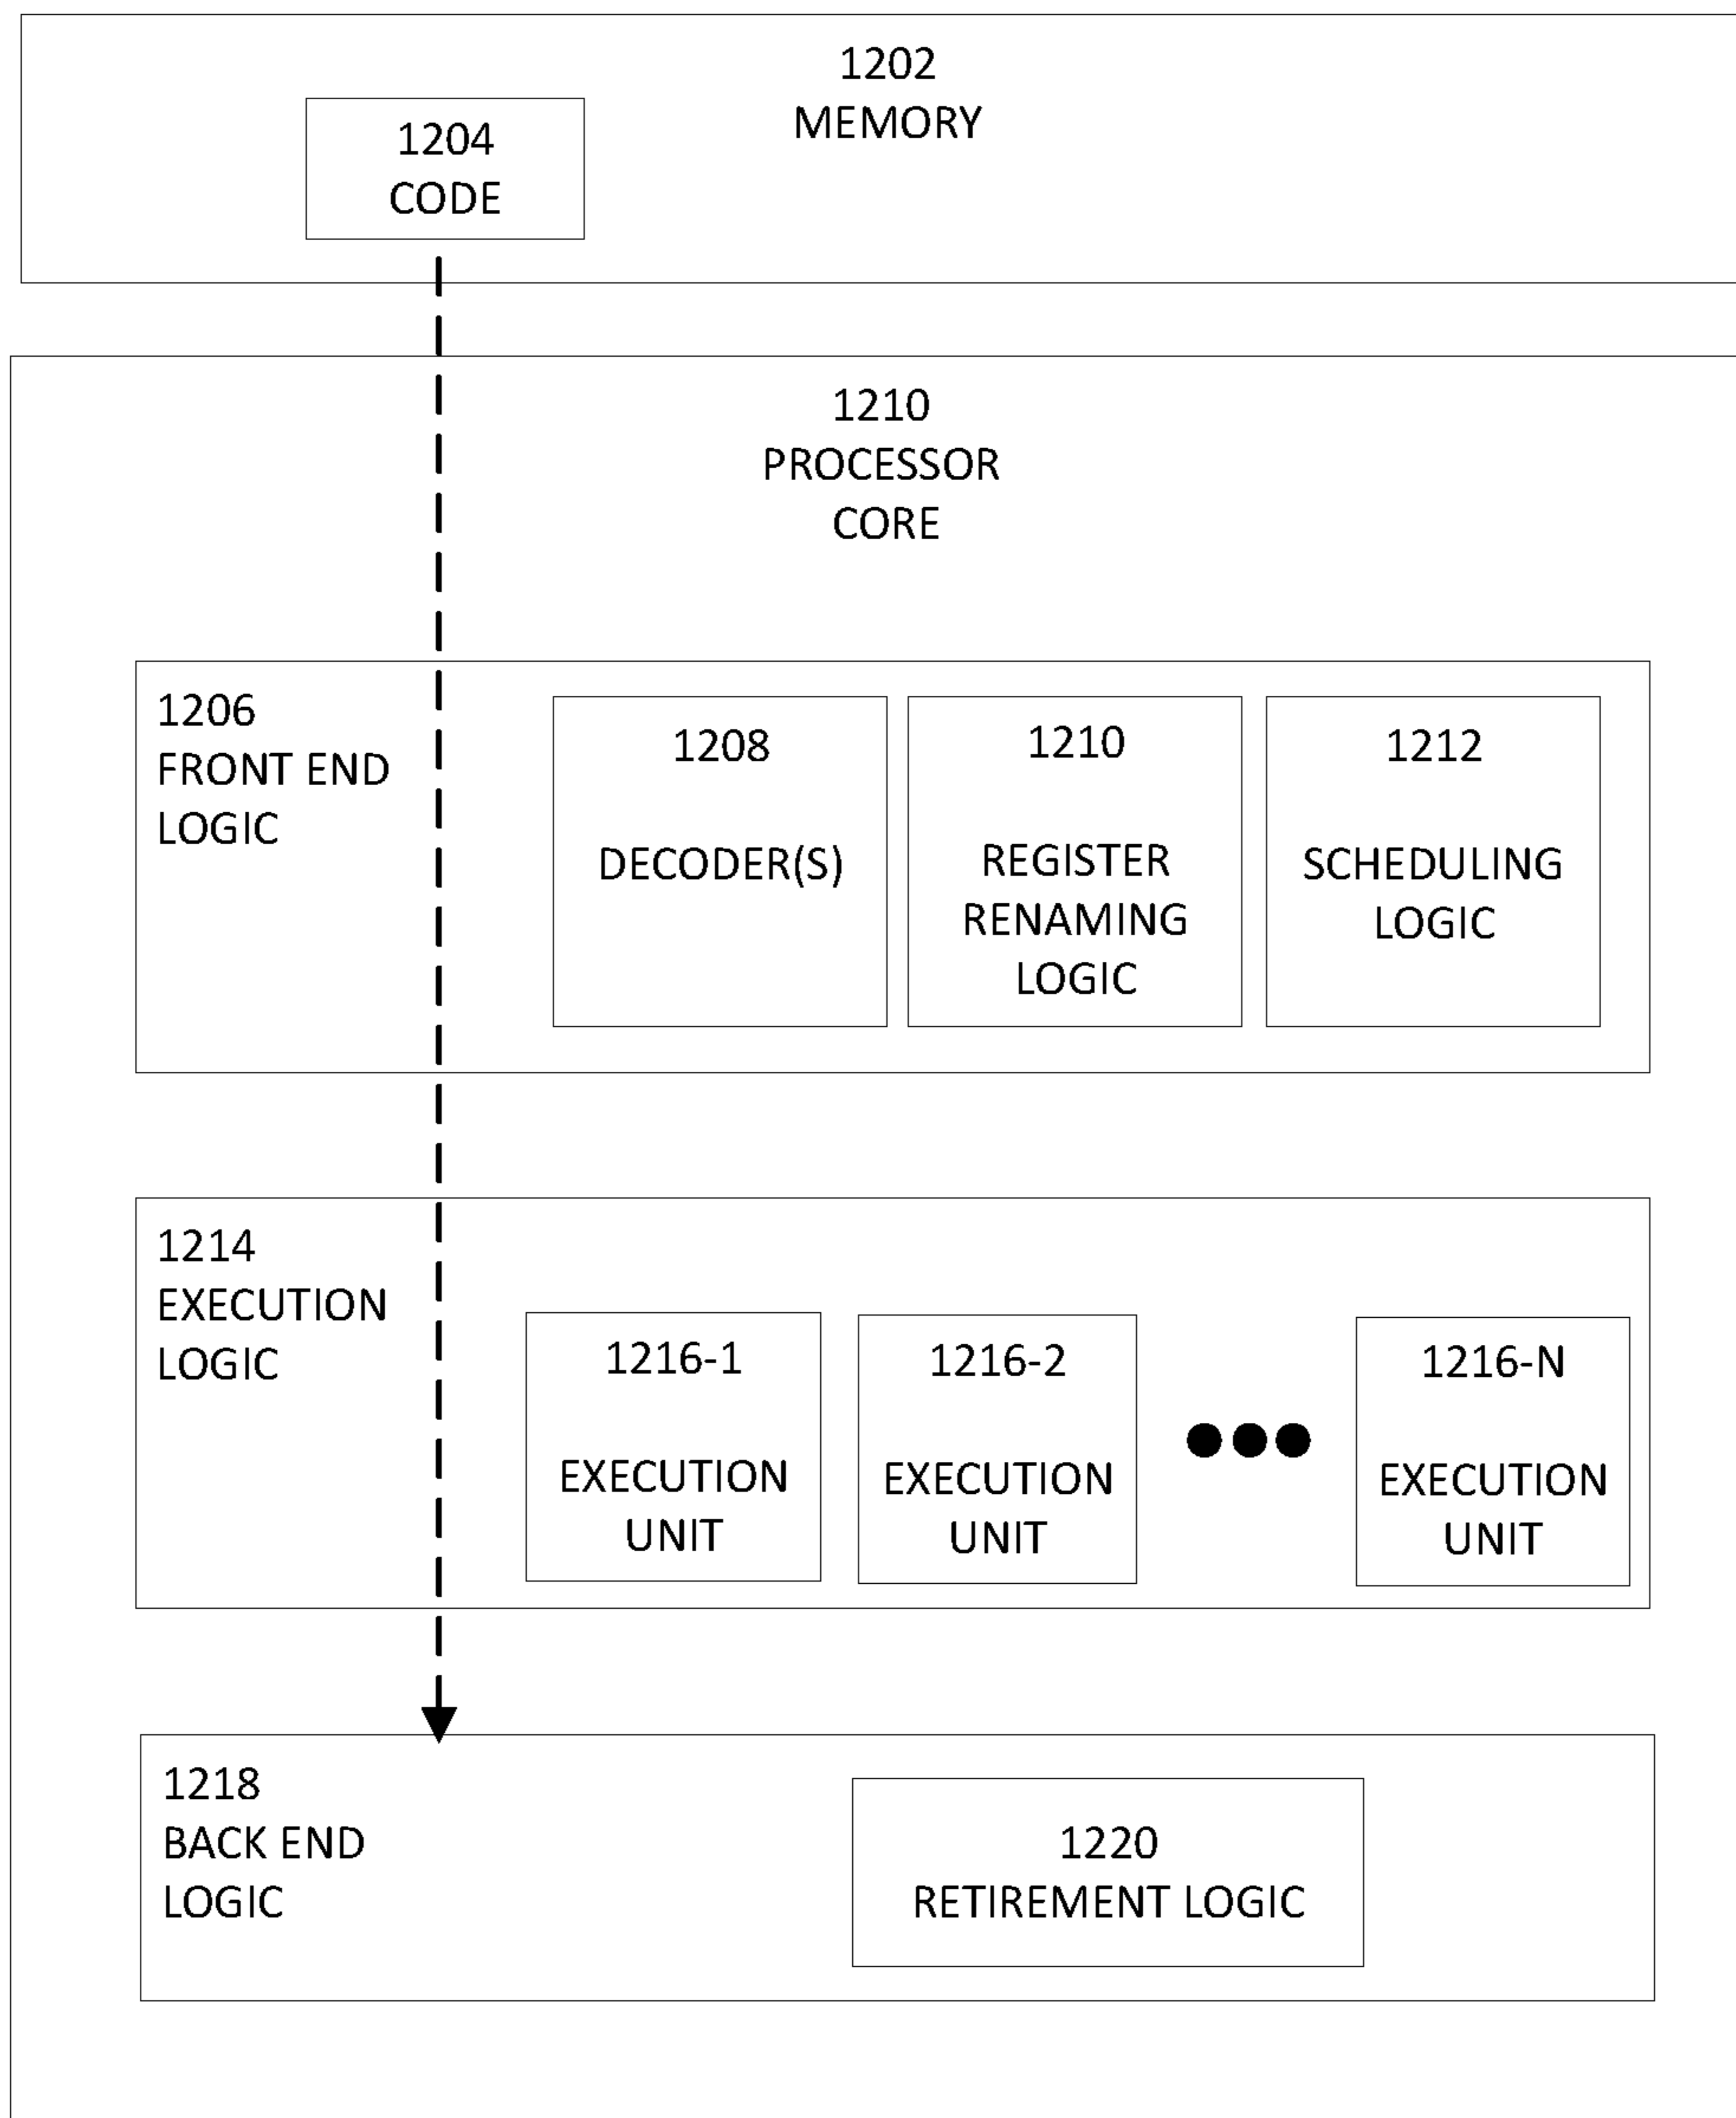 1202
MEMORY
1204
CODE
1210
PROCESSOR
CORE
1206
FRONT END
LOGIC
1208
DECODER(S)
1210
REGISTER
RENAMING
LOGIC
1212
SCHEDULING
LOGIC
1214
EXECUTION
LOGIC
1216-1
EXECUTION
UNIT
1216-2
EXECUTION
UNIT
1216-N
EXECUTION
UNIT
1218
BACK END
LOGIC
1220
RETIREMENT LOGIC